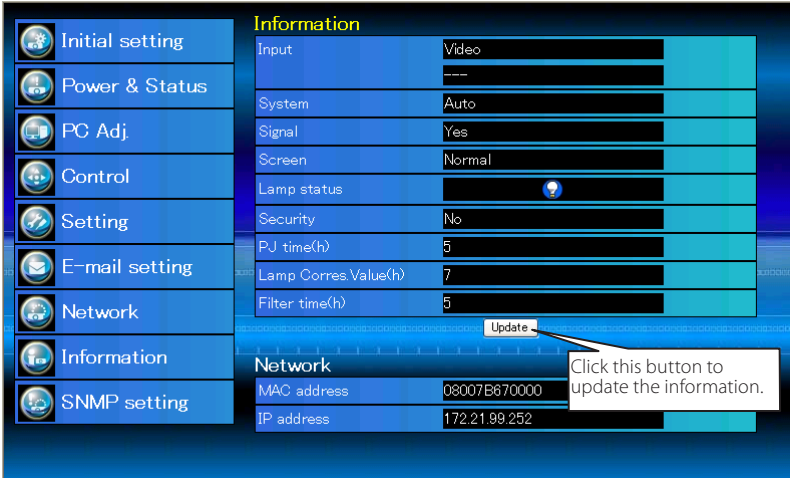 Initial setting
Power & Status
PC Adj.
Control
Setting
E-mail setting
Network
Information
SNMP setting
Information
Input Video
---
System Auto
Signal Yes
Screen Normal
Lamp status
Security No
PJ time(h) 5
Lamp Corres.Value(h) 7
Filter time(h) 5
Update
Click this button to
update the information.
Network
MAC address 08007B670000
IP address 172.21.99.252